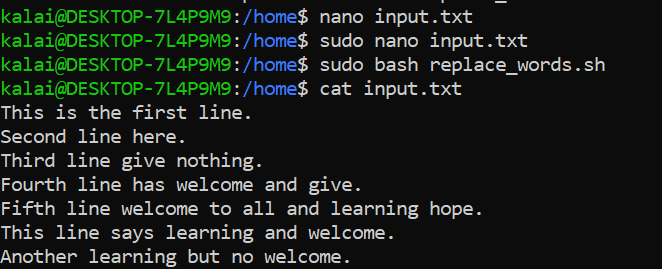 kalai@DESKTOP-7L4P9M9:/home$ nano input.txt
kalai@DESKTOP-7L4P9M9:/home$ sudo nano input.txt
kalai@DESKTOP-7L4P9M9:/home$ sudo bash replace_words.sh
kalai@DESKTOP-7L4P9M9:/home$ cat input.txt
This is the first line.
Second line here.
Third line give nothing.
Fourth line has welcome and give.
Fifth line welcome to all and learning hope.
This line says learning and welcome.
Another learning but no welcome.